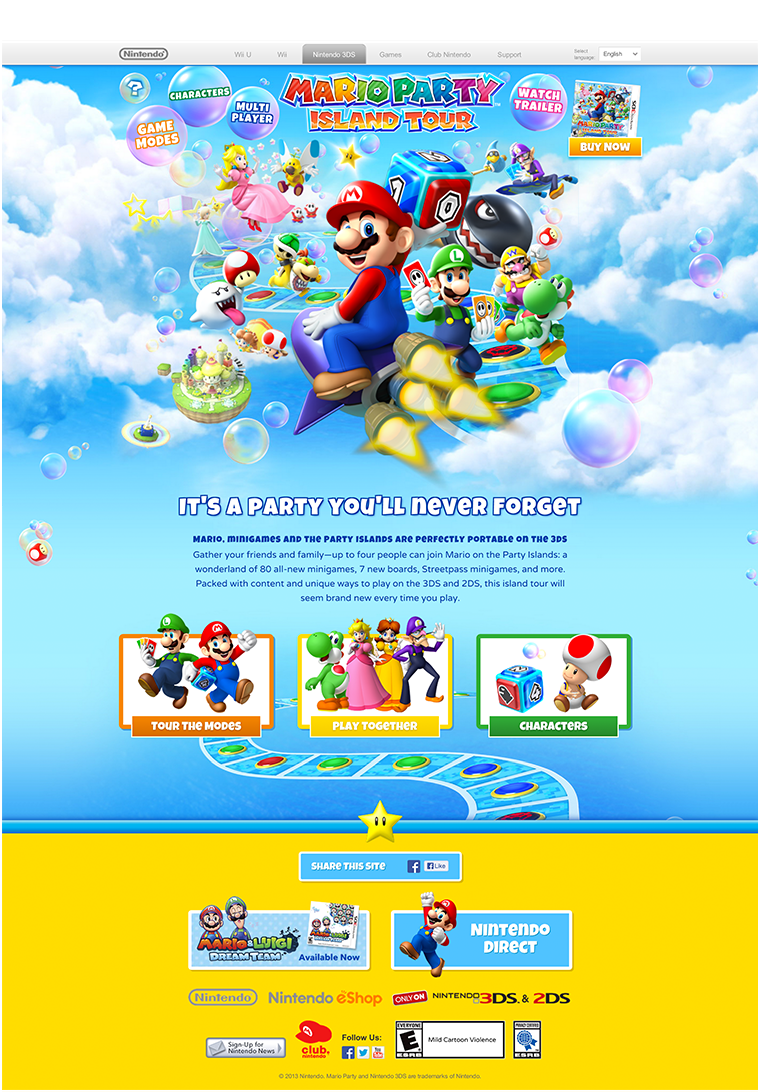 Nintendo
Wii U
Wii
Nintendo 3DS
Games
Club Nintendo
Support
Select language:
English
?
CHARACTERS
MULTI PLAYER
GAME MODES
MARIO PARTY
ISLAND TOUR
WATCH TRAILER
BUY NOW
IT'S A PARTY YOU'LL NEVER FORGET
MARIO, MINIGAMES AND THE PARTY ISLANDS ARE PERFECTLY PORTABLE ON THE 3DS
Gather your friends and family—up to four people can join Mario on the Party Islands: a
wonderland of 80 all-new minigames, 7 new boards, Streetpass minigames, and more.
Packed with content and unique ways to play on the 3DS and 2DS, this island tour will
seem brand new every time you play.
TOUR THE MODES
PLAY TOGETHER
CHARACTERS
SHARE THIS SITE
Like
MARIO & LUIGI
DREAM TEAM
Available Now
NINTENDO
DIRECT
Nintendo
Nintendo eShop
ONLY ON
NINTENDO 3DS & 2DS
Sign-Up for
Nintendo News
club
nintendo
Follow Us:
EVERYONE
E
ESRB
Mild Cartoon Violence
PRIVACY CERTIFIED
ESRB
© 2013 Nintendo. Mario Party and Nintendo 3DS are trademarks of Nintendo.